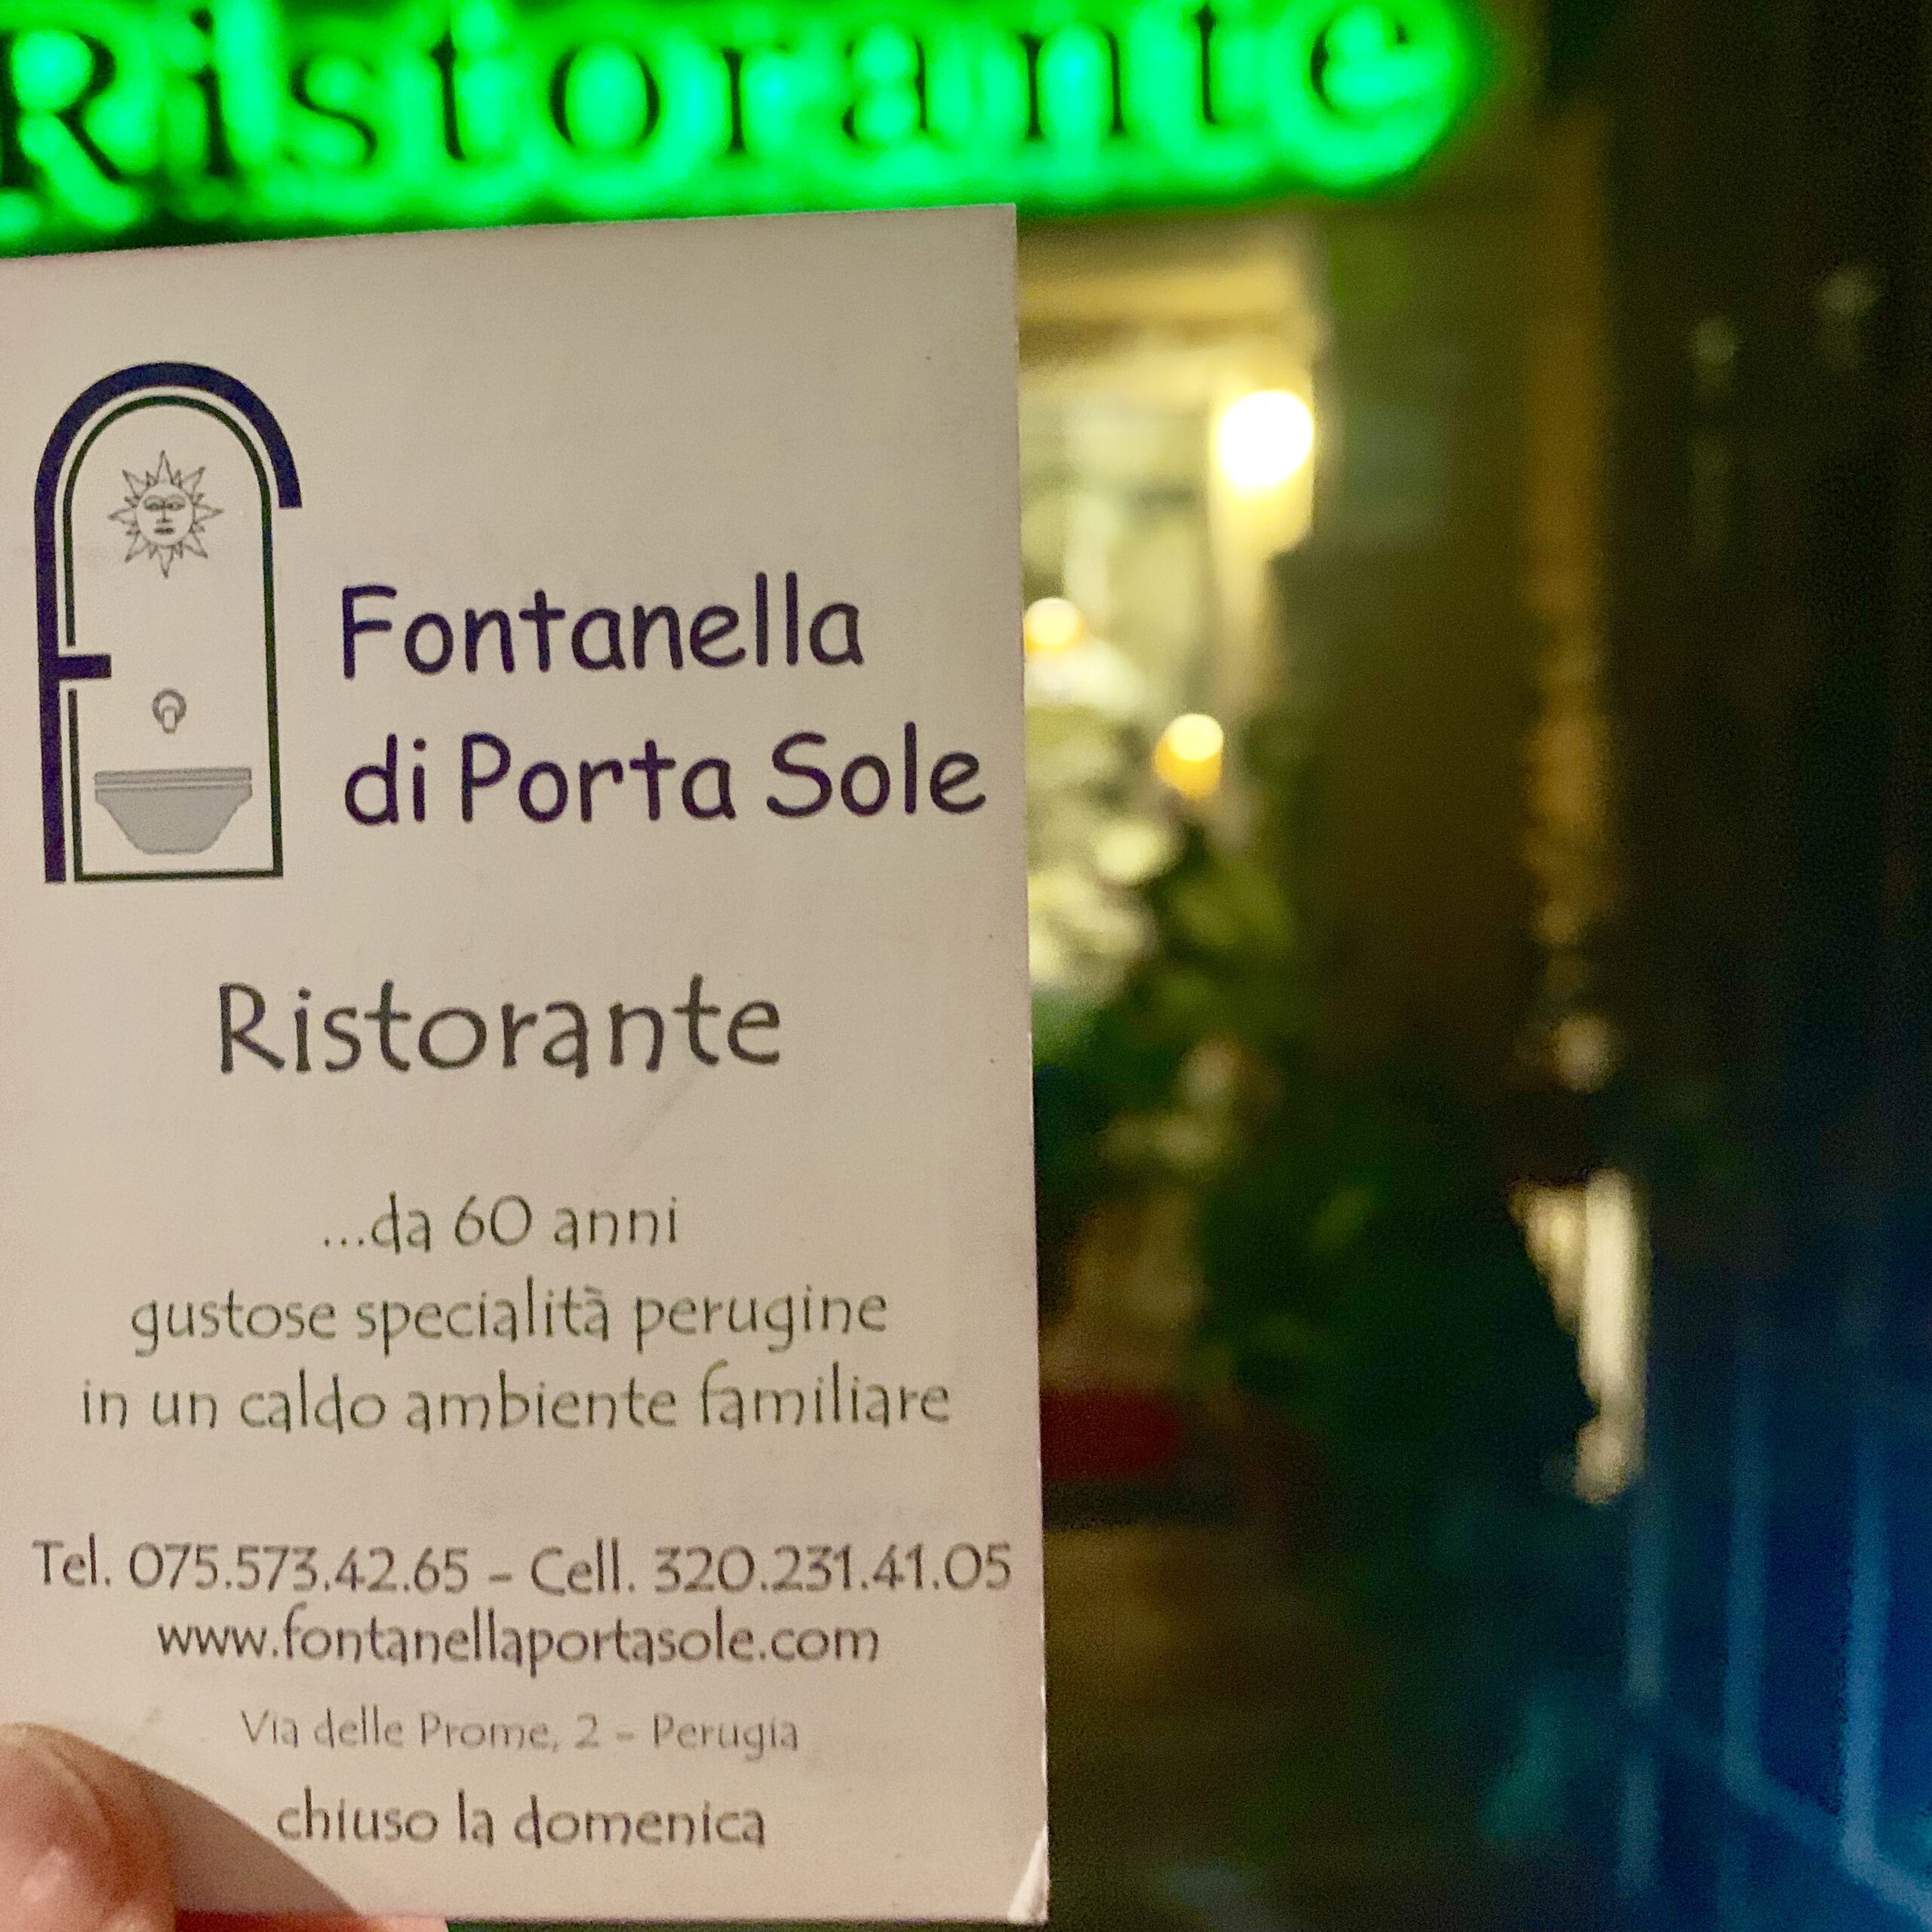 Ristorante
Fontanella
di Porta Sole
Ristorante
...da 60 anni
gustose specialità perugine
in un caldo ambiente familiare
Tel. 075.573.42.65 - Cell. 320.231.41.05
www.fontanellaportasole.com
Via delle Prome, 2 - Perugia
chiuso la domenica